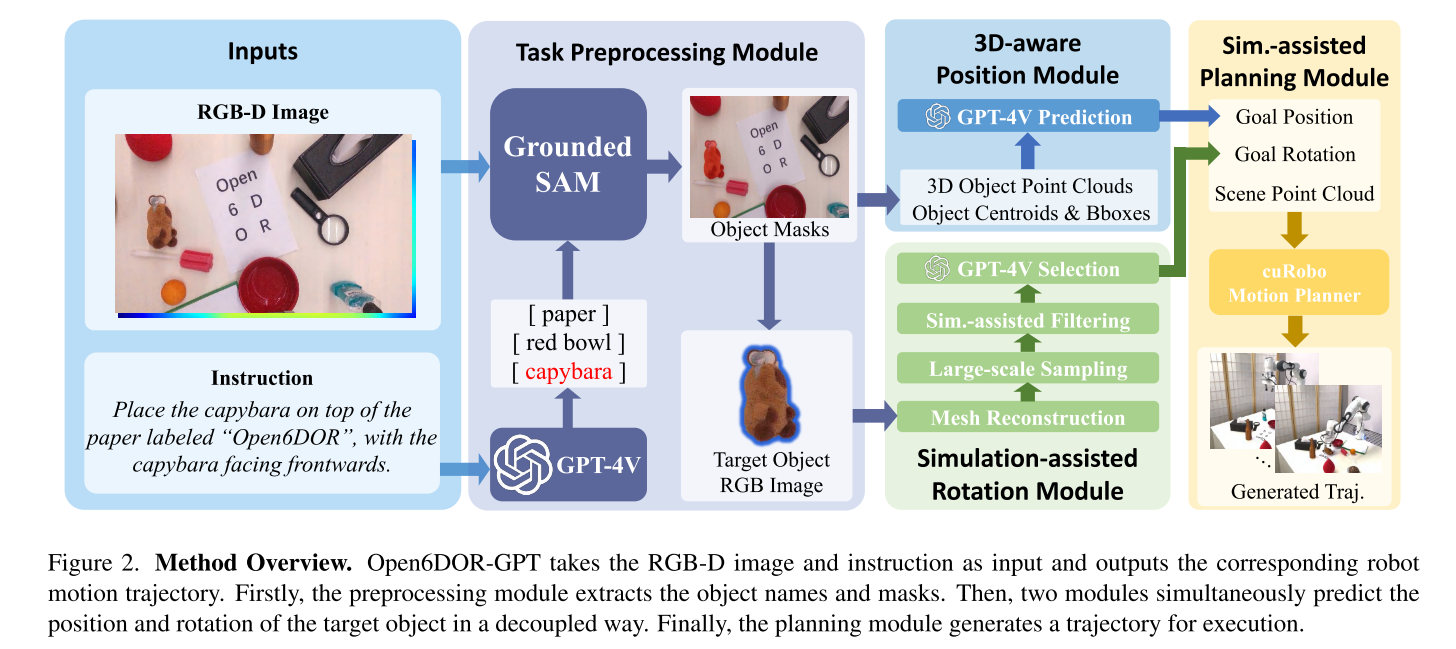 Inputs
RGB-D Image
Open
6 D
O R
Instruction
Place the capybara on top of the
paper labeled “Open6DOR”, with the
capybara facing frontwards.
Task Preprocessing Module
Grounded
SAM
[ paper ]
[ red bowl ]
[ capybara ]
GPT-4V
Open
6 D
O R
Object Masks
Target Object
RGB Image
3D-aware
Position Module
GPT-4V Prediction
3D Object Point Clouds
Object Centroids & Bboxes
GPT-4V Selection
Sim.-assisted Filtering
Large-scale Sampling
Mesh Reconstruction
Simulation-assisted
Rotation Module
Sim.-assisted
Planning Module
Goal Position
Goal Rotation
Scene Point Cloud
cuRobo
Motion Planner
Generated Traj.
Figure 2. Method Overview. Open6DOR-GPT takes the RGB-D image and instruction as input and outputs the corresponding robot
motion trajectory. Firstly, the preprocessing module extracts the object names and masks. Then, two modules simultaneously predict the
position and rotation of the target object in a decoupled way. Finally, the planning module generates a trajectory for execution.